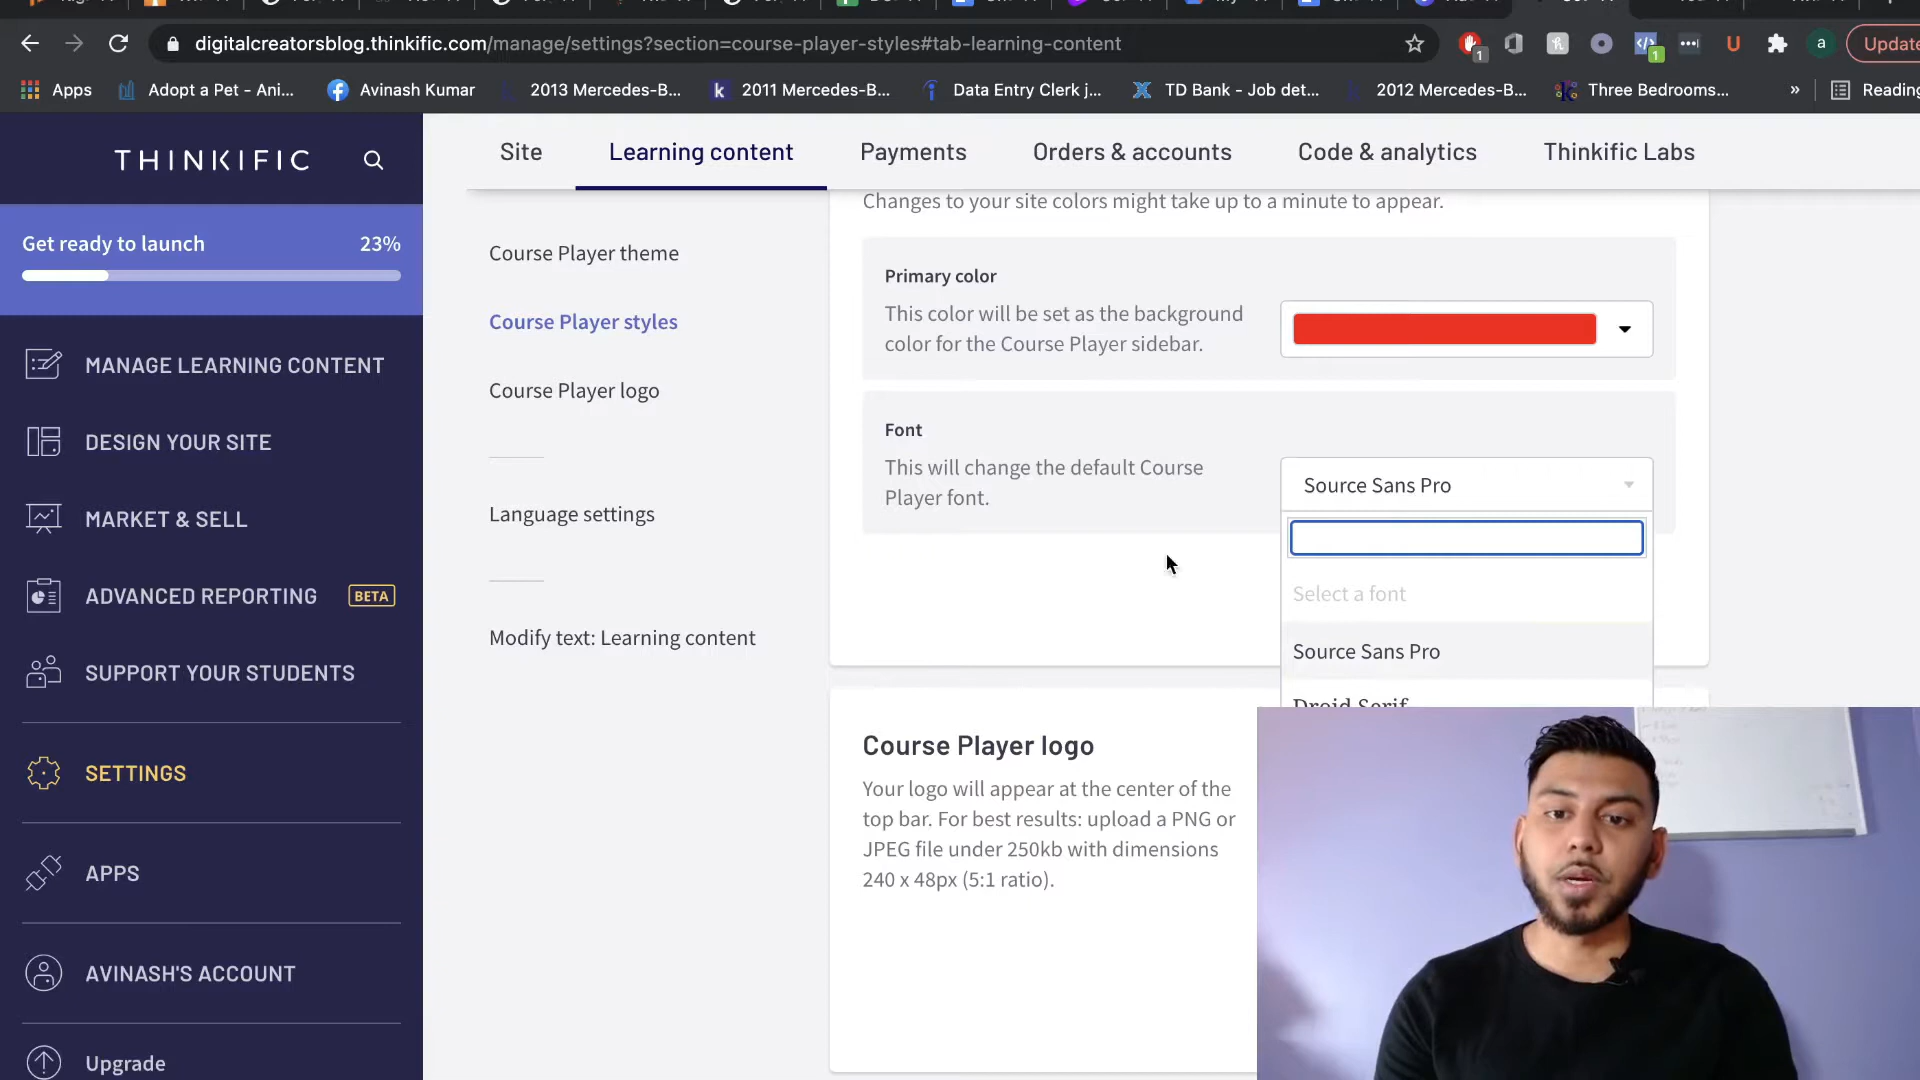 digitalcreatorsblog.thinkific.com/manage/settings?section=course-player-styles#tab-learning-content
1
1
a
Update
Apps
Adopt a Pet - Ani...
Avinash Kumar
2013 Mercedes-B...
2011 Mercedes-B...
Data Entry Clerk j...
TD Bank - Job det...
2012 Mercedes-B...
Three Bedrooms...
»
Reading
THINKIFIC
Site
Learning content
Payments
Orders & accounts
Code & analytics
Thinkific Labs
Get ready to launch
23%
MANAGE LEARNING CONTENT
DESIGN YOUR SITE
MARKET & SELL
ADVANCED REPORTING
BETA
SUPPORT YOUR STUDENTS
SETTINGS
APPS
AVINASH'S ACCOUNT
Upgrade
Course Player theme
Course Player styles
Course Player logo
Language settings
Modify text: Learning content
Changes to your site colors might take up to a minute to appear.
Primary color
This color will be set as the background
color for the Course Player sidebar.
Font
This will change the default Course
Player font.
Source Sans Pro
Select a font
Source Sans Pro
Droid Serif
Course Player logo
Your logo will appear at the center of the
top bar. For best results: upload a PNG or
JPEG file under 250kb with dimensions
240 x 48px (5:1 ratio).